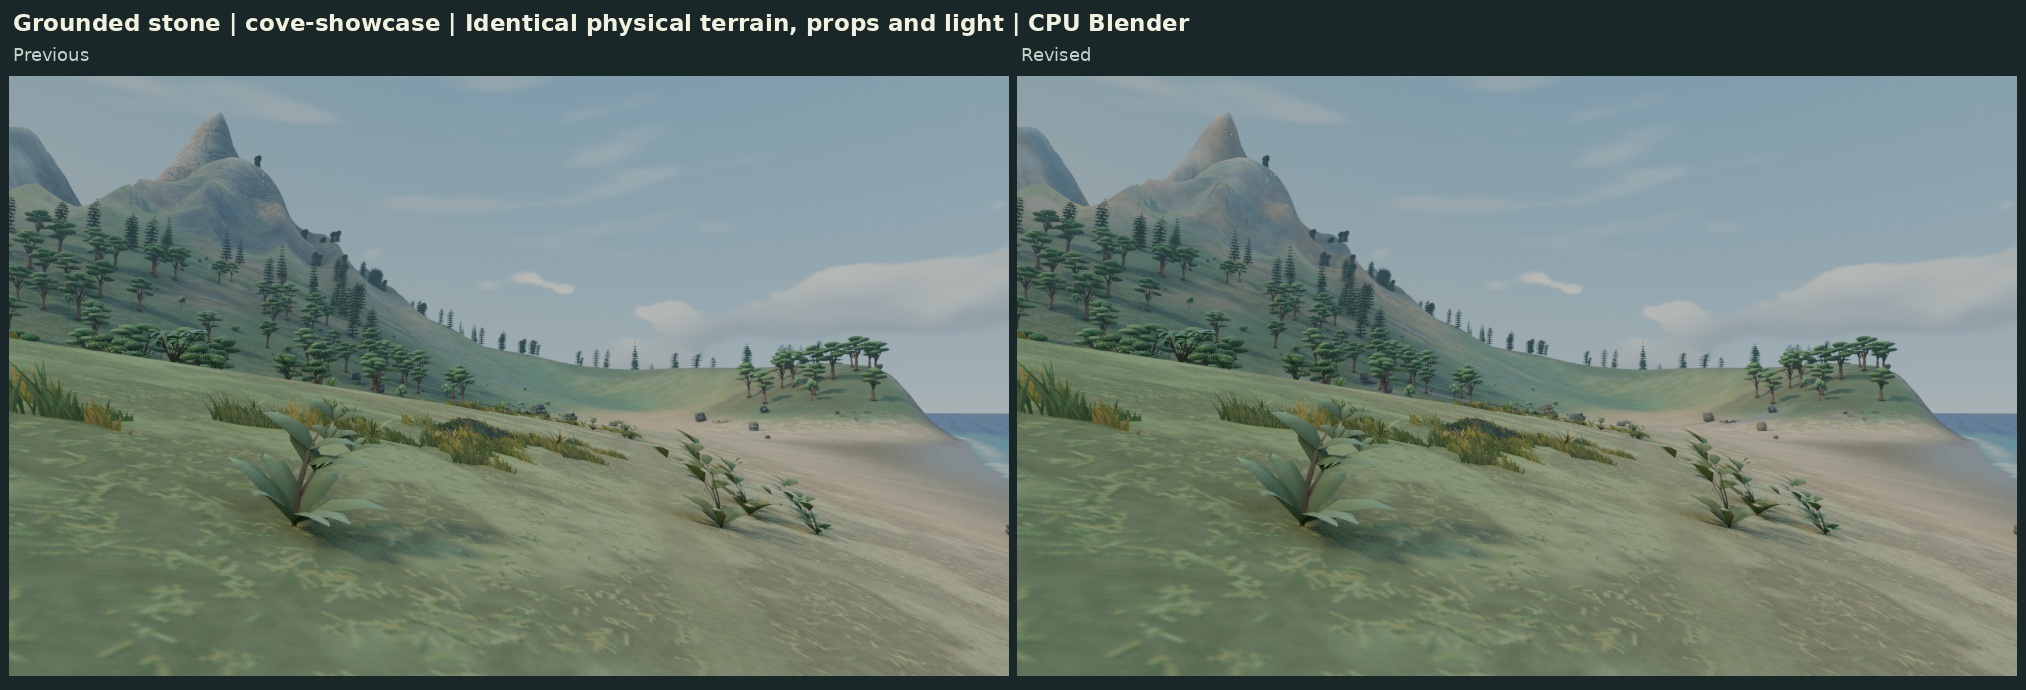 Grounded stone | cove-showcase | Identical physical terrain, props and light | CPU Blender
Previous
Revised